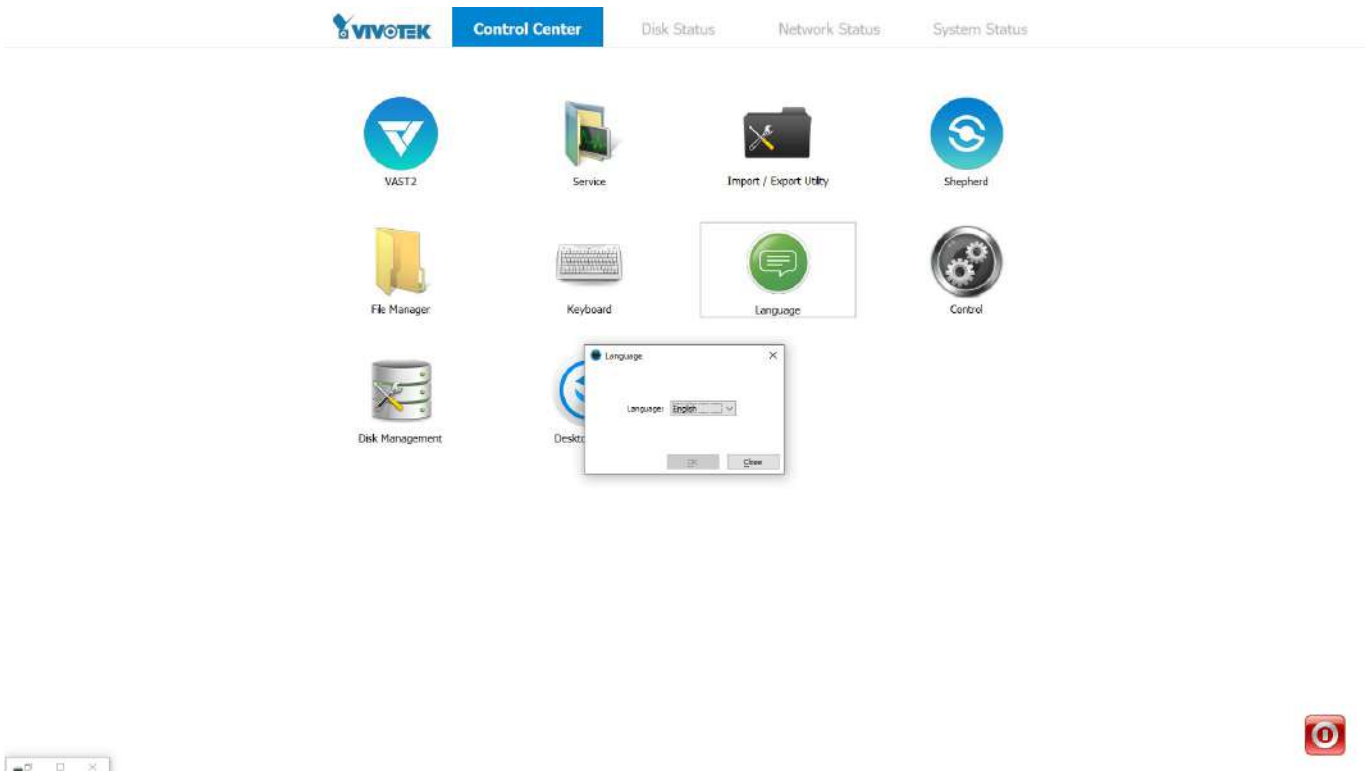 VIVOTEK Control Center Disk Status Network Status System Status
VAST2 Service Import / Export Utility Shepherd
File Manager Keyboard Language Control
Language
Language: English
Disk Management
Close